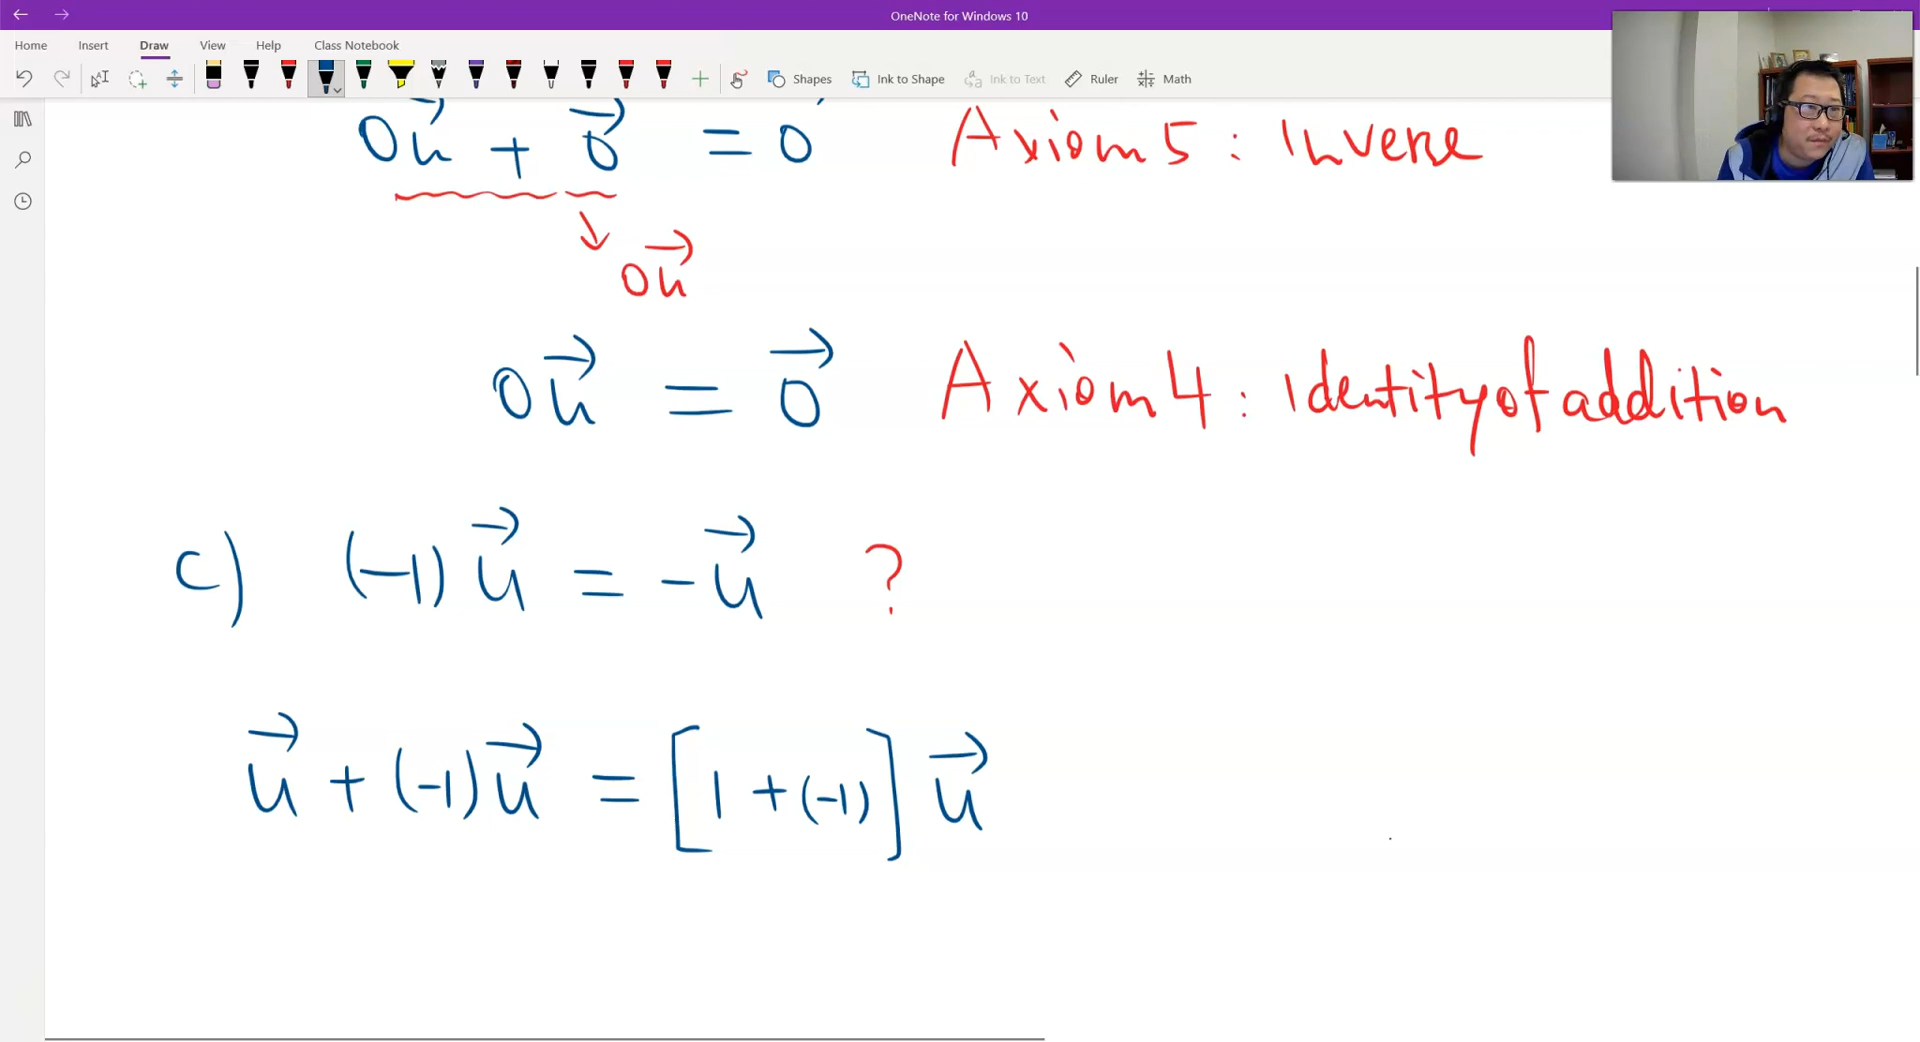 OneNote for Windows 10
Home Insert Draw View Help Class Notebook
Shapes Ink to Shape Ink to Text Ruler Math
0u⃗ + 0⃗ = 0⃗ Axiom 5 : Inverse
0u⃗
0u⃗ = 0⃗ Axiom 4 : Identity of addition
c) (-1) u⃗ = -u⃗ ?
u⃗ + (-1) u⃗ = [1 + (-1)] u⃗